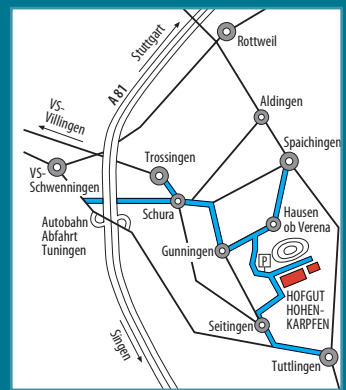 Stuttgart
Rottweil
A 81
VS-
Villingen
Aldingen
Spaichingen
Trossingen
VS-
Schwenningen
Schura
Hausen
ob Verena
Autobahn
Abfahrt
Tuningen
Gunningen
P
HOFGUT
HOHEN-
KARPFEN
Singen
Seitingen
Tuttlingen